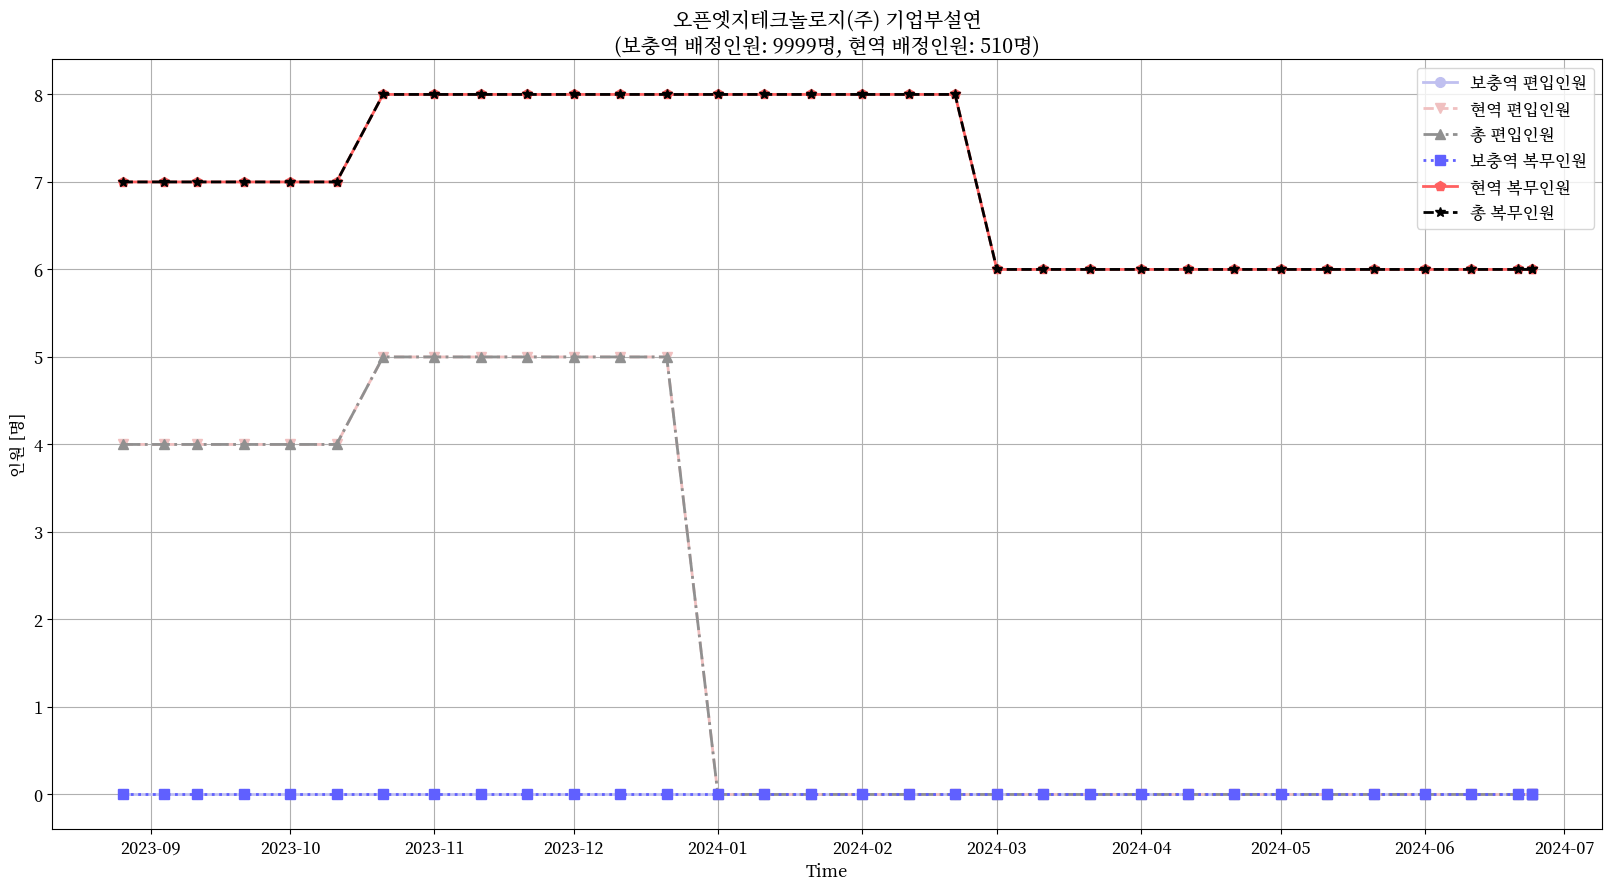 오픈엣지테크놀로지(주) 기업부설연
(보충역 배정인원: 9999명, 현역 배정인원: 510명)
보충역 편입인원
현역 편입인원
총 편입인원
보충역 복무인원
현역 복무인원
총 복무인원
인원 [명]
8
7
6
5
4
3
2
1
0
2023-09
2023-10
2023-11
2023-12
2024-01
2024-02
2024-03
2024-04
2024-05
2024-06
2024-07
Time